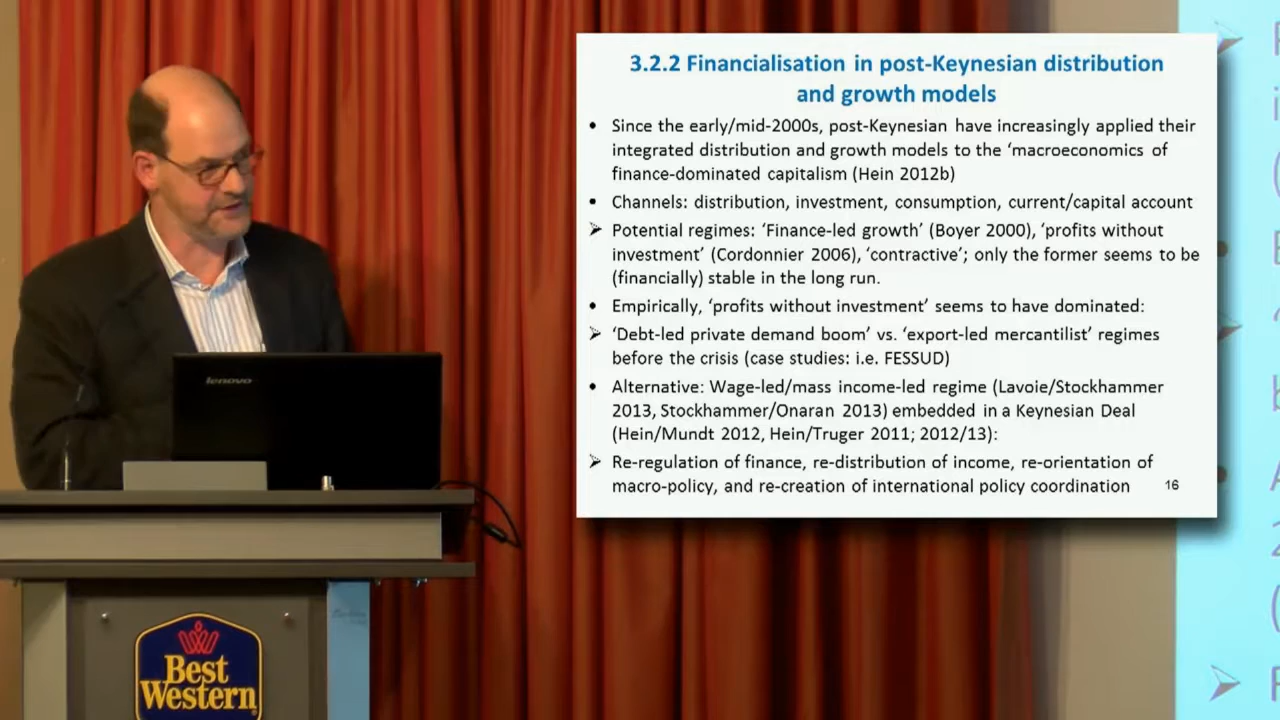 3.2.2 Financialisation in post-Keynesian distribution
and growth models
• Since the early/mid-2000s, post-Keynesian have increasingly applied their
integrated distribution and growth models to the ‘macroeconomics of
finance-dominated capitalism (Hein 2012b)
• Channels: distribution, investment, consumption, current/capital account
➢ Potential regimes: ‘Finance-led growth’ (Boyer 2000), ‘profits without
investment’ (Cordonnier 2006), ‘contractive’; only the former seems to be
(financially) stable in the long run.
• Empirically, ‘profits without investment’ seems to have dominated:
➢ ‘Debt-led private demand boom’ vs. ‘export-led mercantilist’ regimes
before the crisis (case studies: i.e. FESSUD)
• Alternative: Wage-led/mass income-led regime (Lavoie/Stockhammer
2013, Stockhammer/Onaran 2013) embedded in a Keynesian Deal
(Hein/Mundt 2012, Hein/Truger 2011; 2012/13):
➢ Re-regulation of finance, re-distribution of income, re-orientation of
macro-policy, and re-creation of international policy coordination
16
lenovo
Best
Western